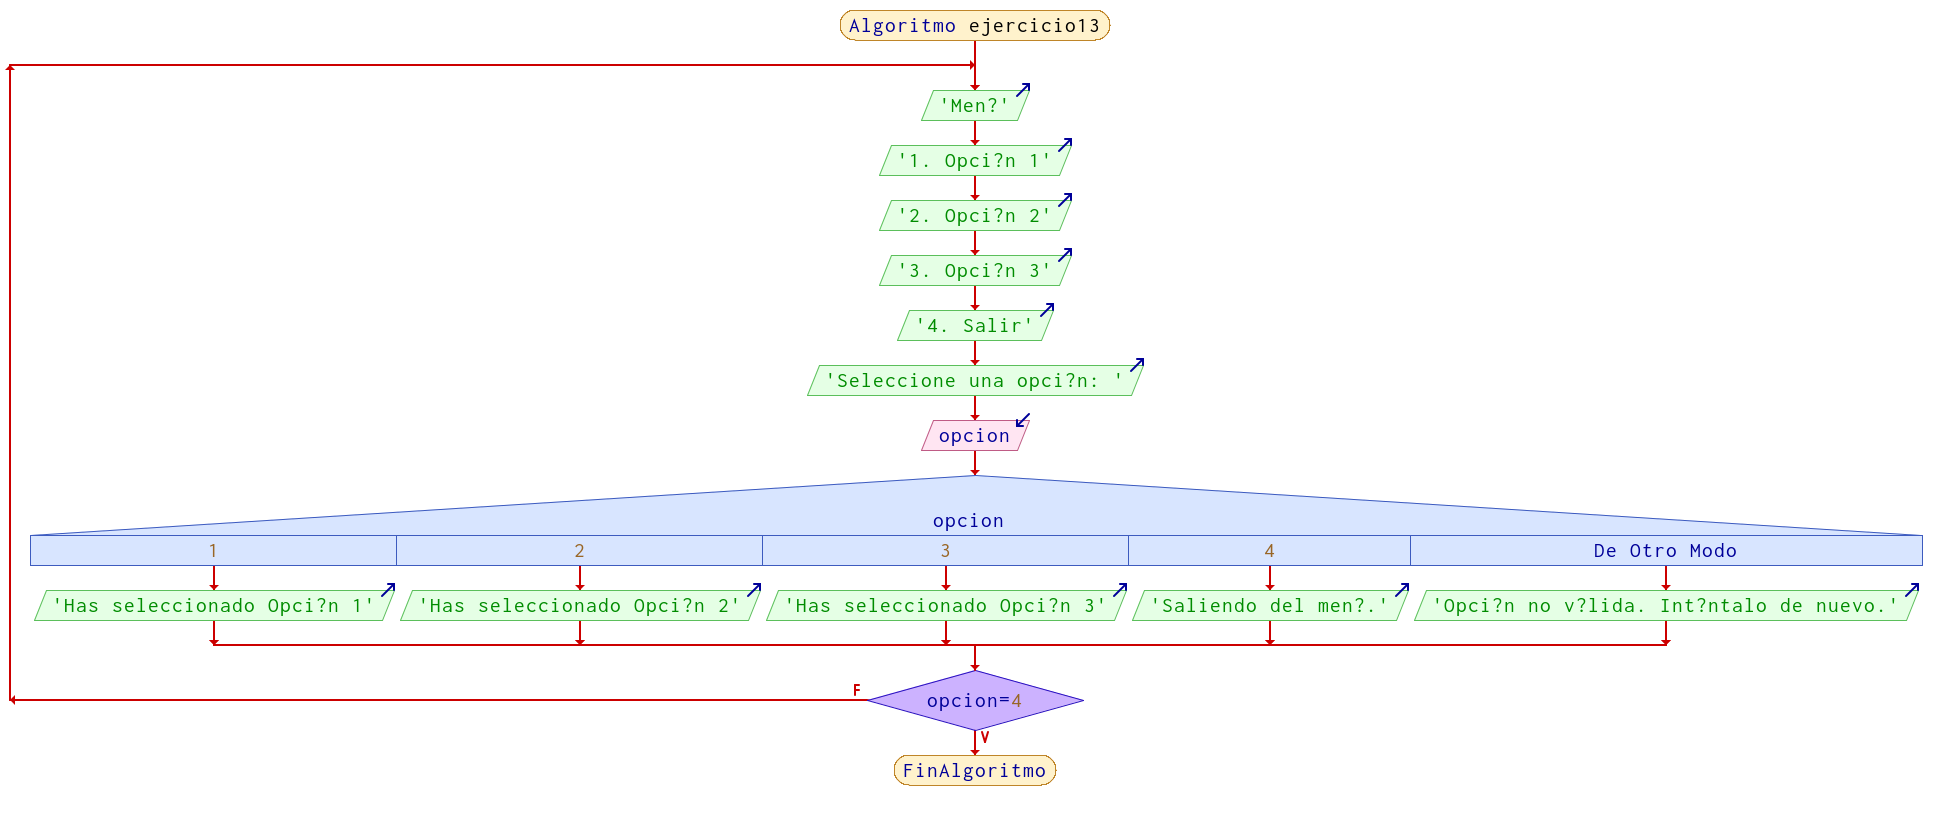 Algoritmo ejercicio13
'Men?'
'1. Opci?n 1'
'2. Opci?n 2'
'3. Opci?n 3'
'4. Salir'
'Seleccione una opci?n: '
opcion
opcion
1 2 3 4 De Otro Modo
'Has seleccionado Opci?n 1' 'Has seleccionado Opci?n 2' 'Has seleccionado Opci?n 3' 'Saliendo del men?.' 'Opci?n no v?lida. Int?ntalo de nuevo.'
F
opcion=4
V
FinAlgoritmo